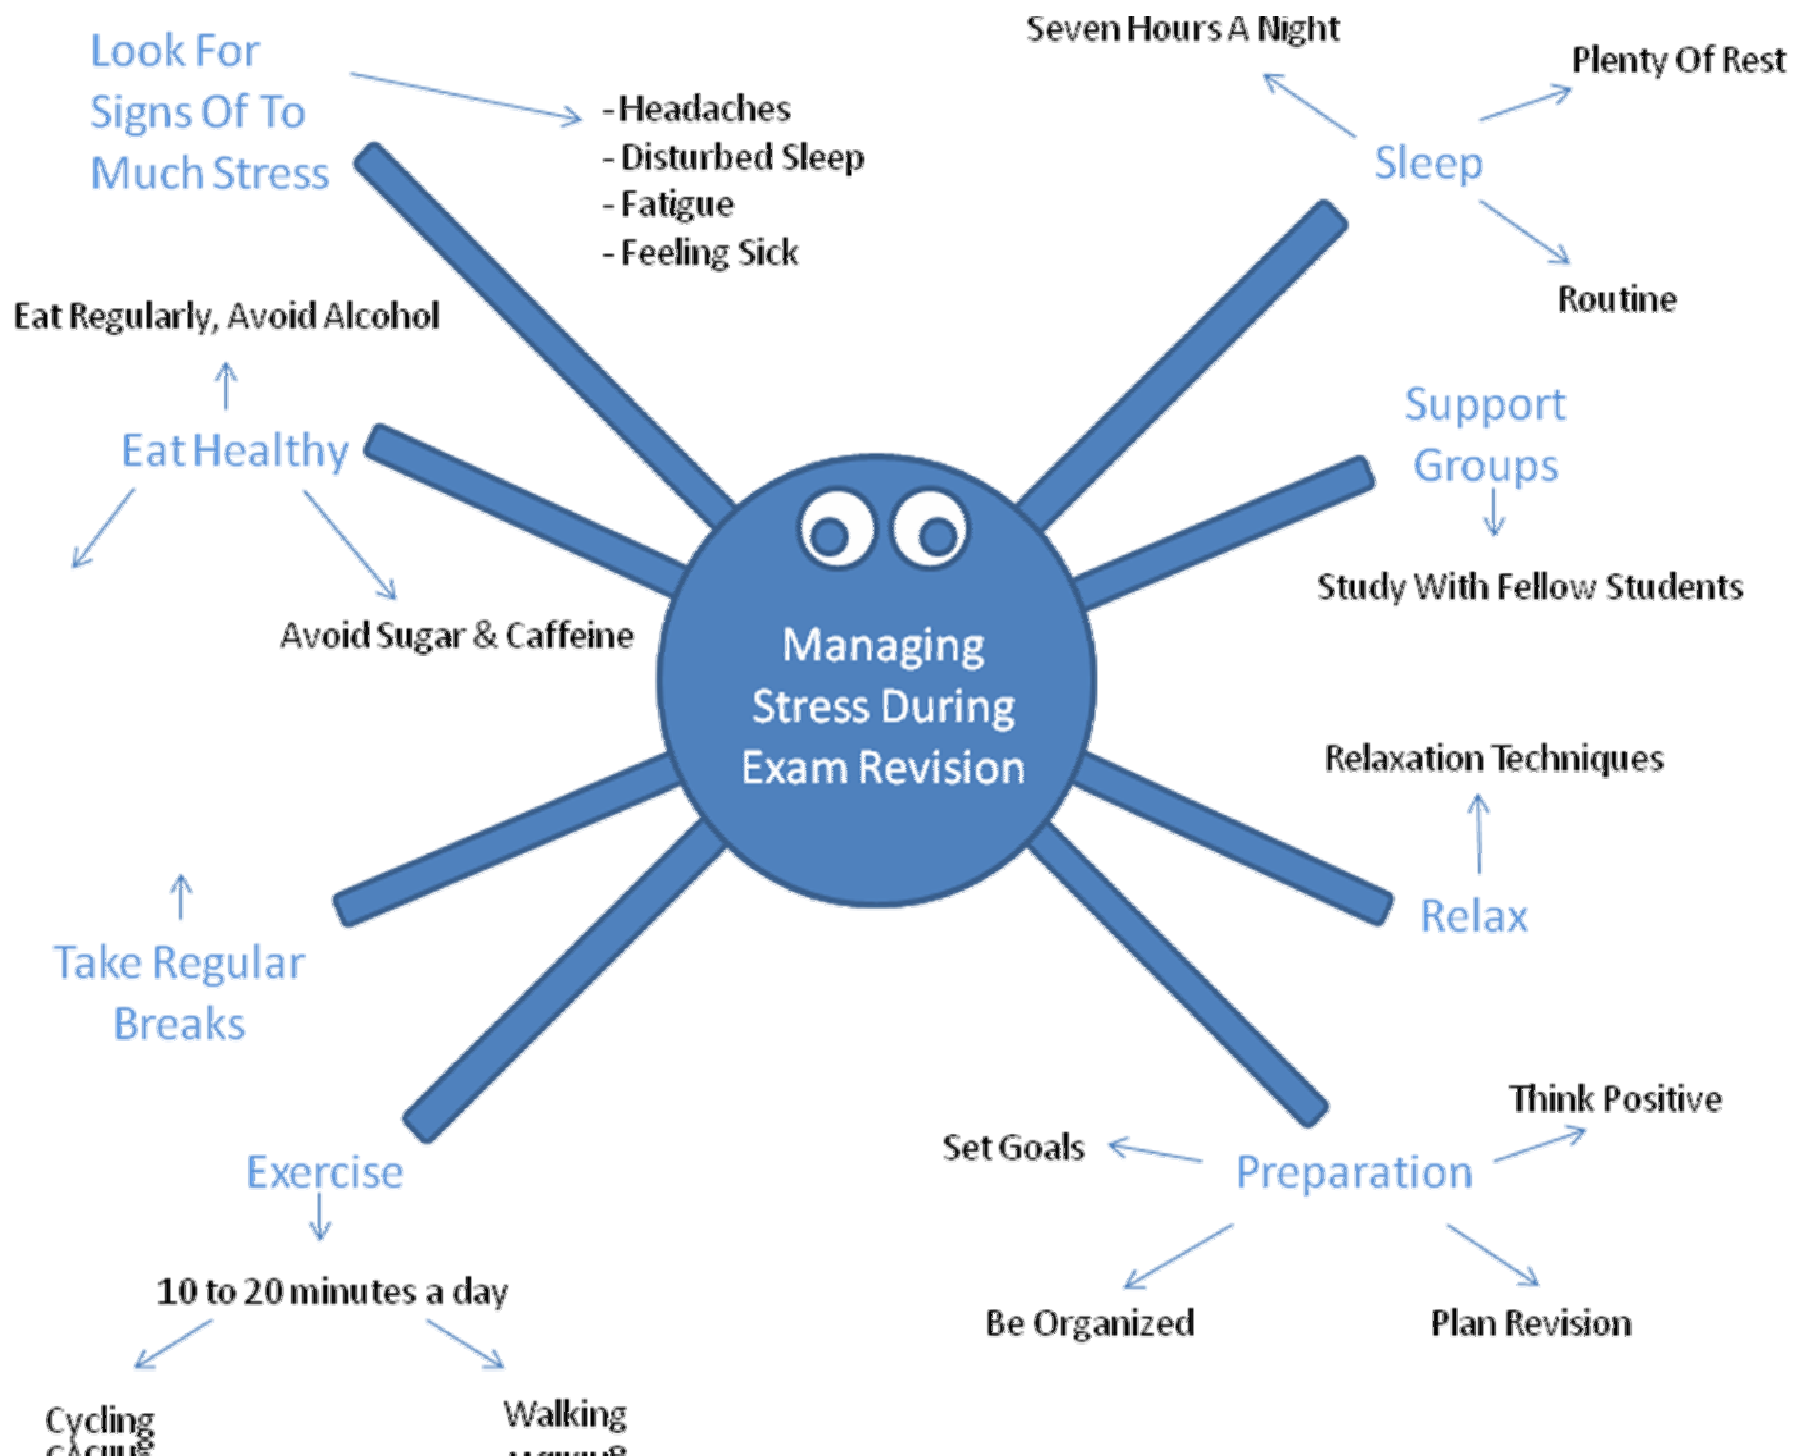 Look For
Signs Of To
Much Stress
- Headaches
- Disturbed Sleep
- Fatigue
- Feeling Sick
Seven Hours A Night
Plenty Of Rest
Sleep
Routine
Eat Regularly, Avoid Alcohol
Eat Healthy
Avoid Sugar & Caffeine
Support
Groups
Study With Fellow Students
Managing
Stress During
Exam Revision
Relaxation Techniques
Relax
Take Regular
Breaks
Exercise
10 to 20 minutes a day
Cycling
Walking
Think Positive
Set Goals
Preparation
Be Organized
Plan Revision